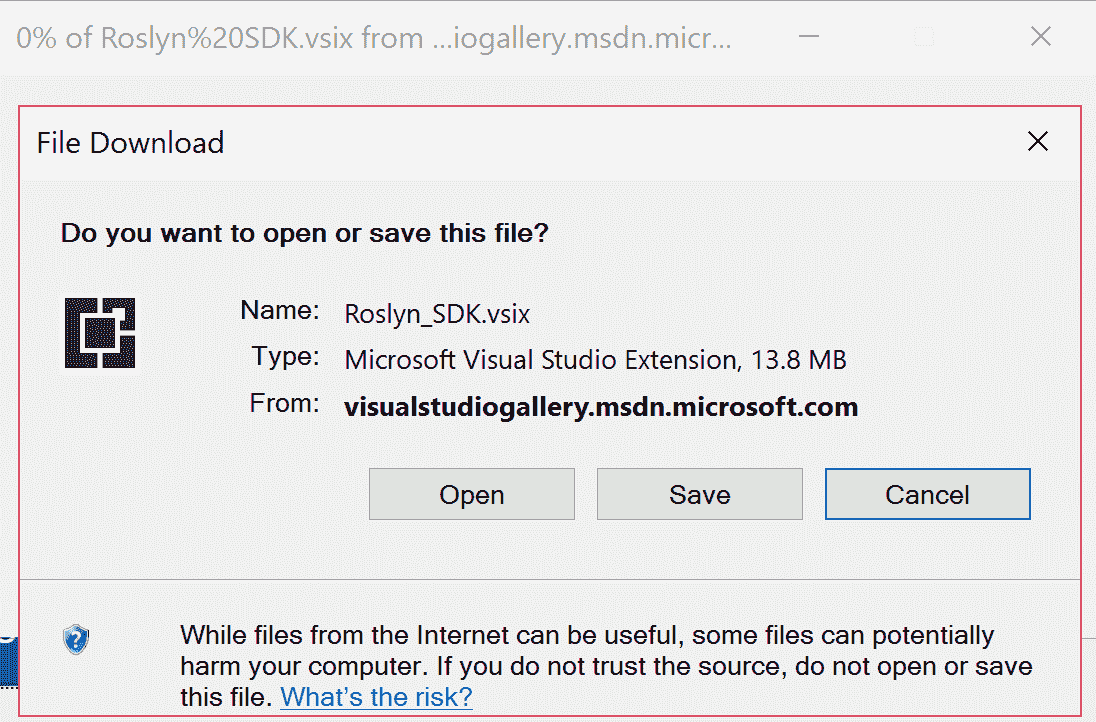 0% of Roslyn%20SDK.vsix from ...iogallery.msdn.micr...
File Download
Do you want to open or save this file?
Name: Roslyn_SDK.vsix
Type: Microsoft Visual Studio Extension, 13.8 MB
From: visualstudiogallery.msdn.microsoft.com
Open Save Cancel
While files from the Internet can be useful, some files can potentially
harm your computer. If you do not trust the source, do not open or save
this file. What's the risk?